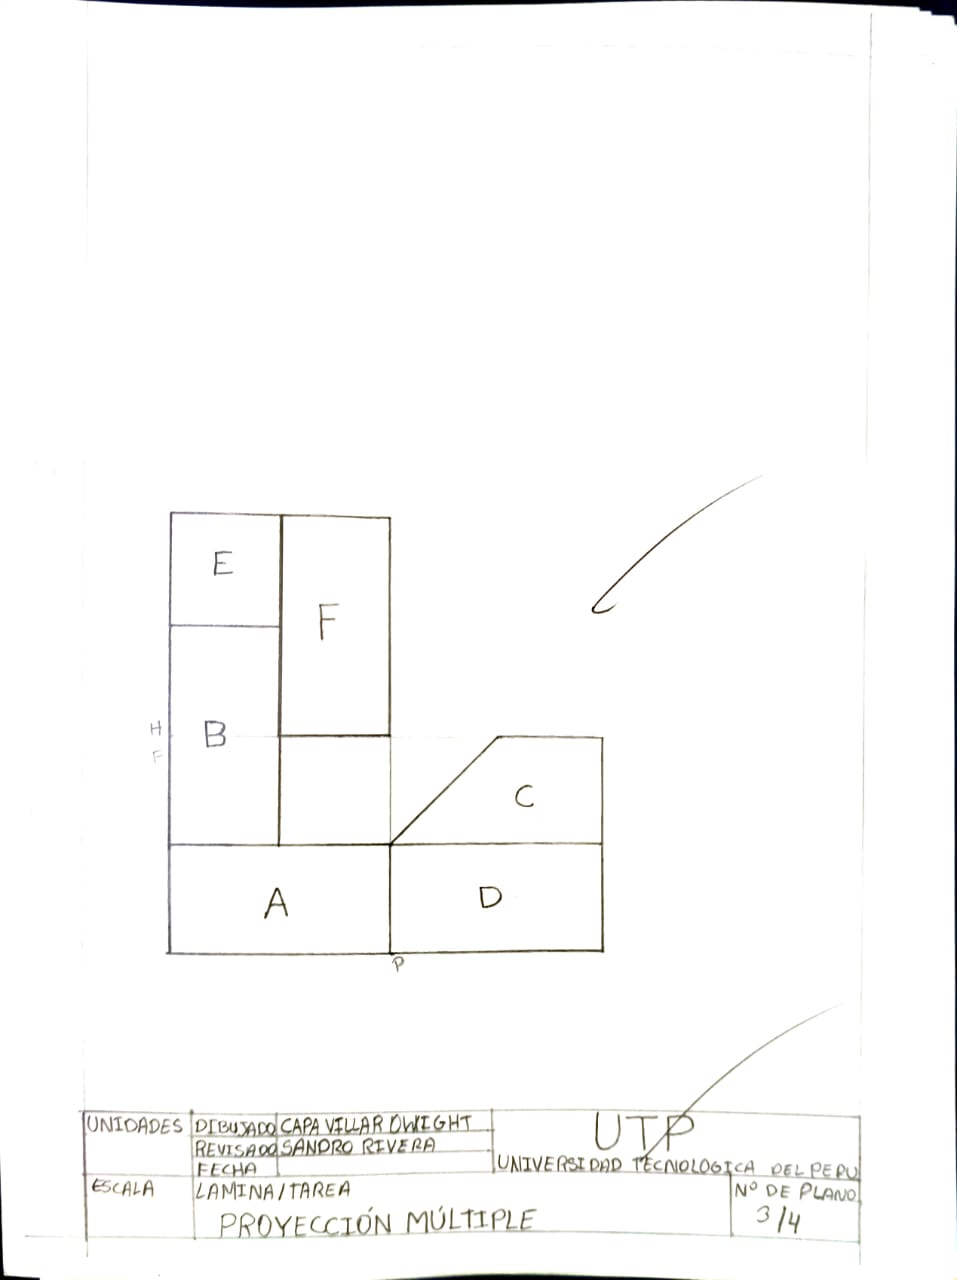 E
F
H
F
B
C
A
D
P
UNIDADES DIBUJADO CAPA VILLAR DWIGHT
REVISADO SANDRO RIVERA
FECHA
UTP
UNIVERSIDAD TECNOLOGICA DEL PERU
ESCALA LAMINA/TAREA
PROYECCIÓN MÚLTIPLE
Nº DE PLANO
3/4